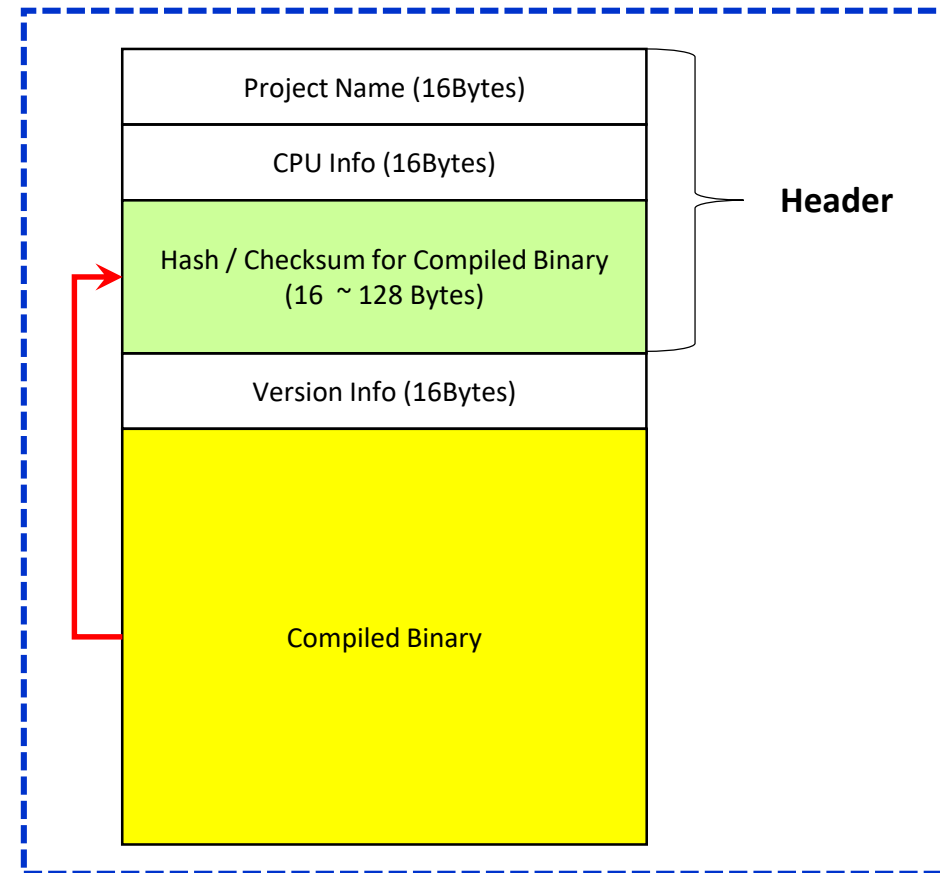 Project Name (16Bytes)
CPU Info (16Bytes)
Header
Hash / Checksum for Compiled Binary
(16 ~ 128 Bytes)
Version Info (16Bytes)
Compiled Binary